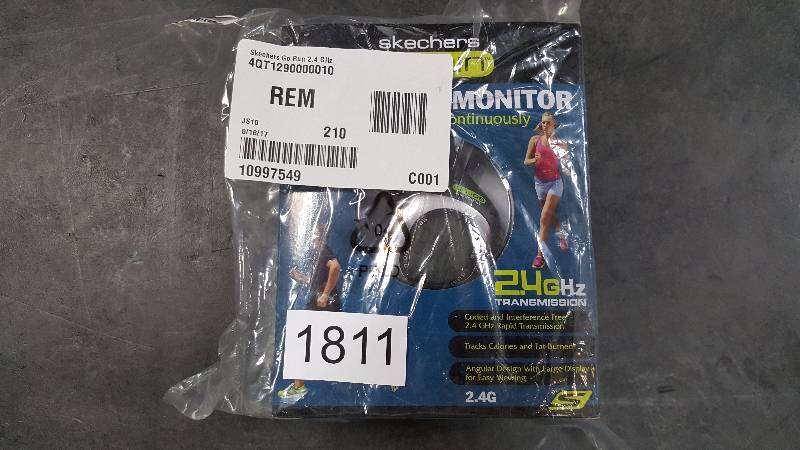 skechers
Skechers Go Run 2.4 GHz
4QT1290000010
REM
JS10
210
10997549
C001
MONITOR
ontinuously
04
1811
2.4GHz
TRANSMISSION
Coded and Interference Free -
2.4 GHz Rapid Transmission
Tracks Calories and Fat Burned
Angular Design with Large Display
for Easy Viewing
2.4G